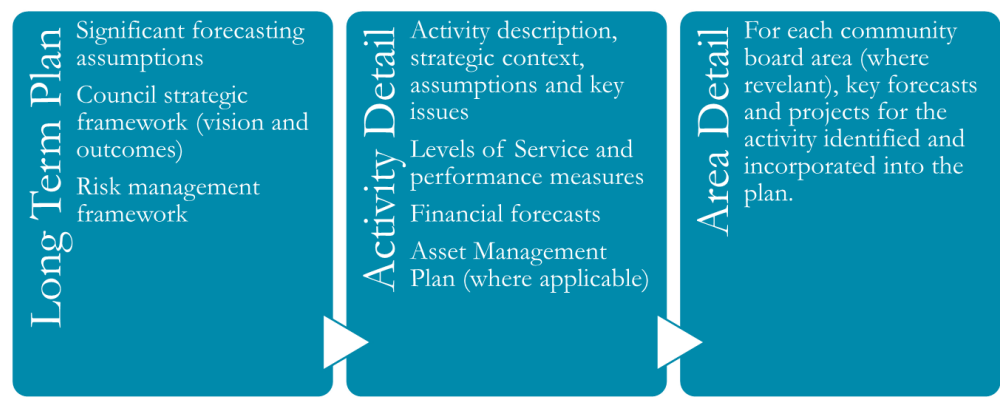 Long Term Plan
Significant forecasting
assumptions
Council strategic
framework (vision and
outcomes)
Risk management
framework
Activity Detail
Activity description,
strategic context,
assumptions and key
issues
Levels of Service and
performance measures
Financial forecasts
Asset Management
Plan (where applicable)
Area Detail
For each community
board area (where
revelant), key forecasts
and projects for the
activity identified and
incorporated into the
plan.